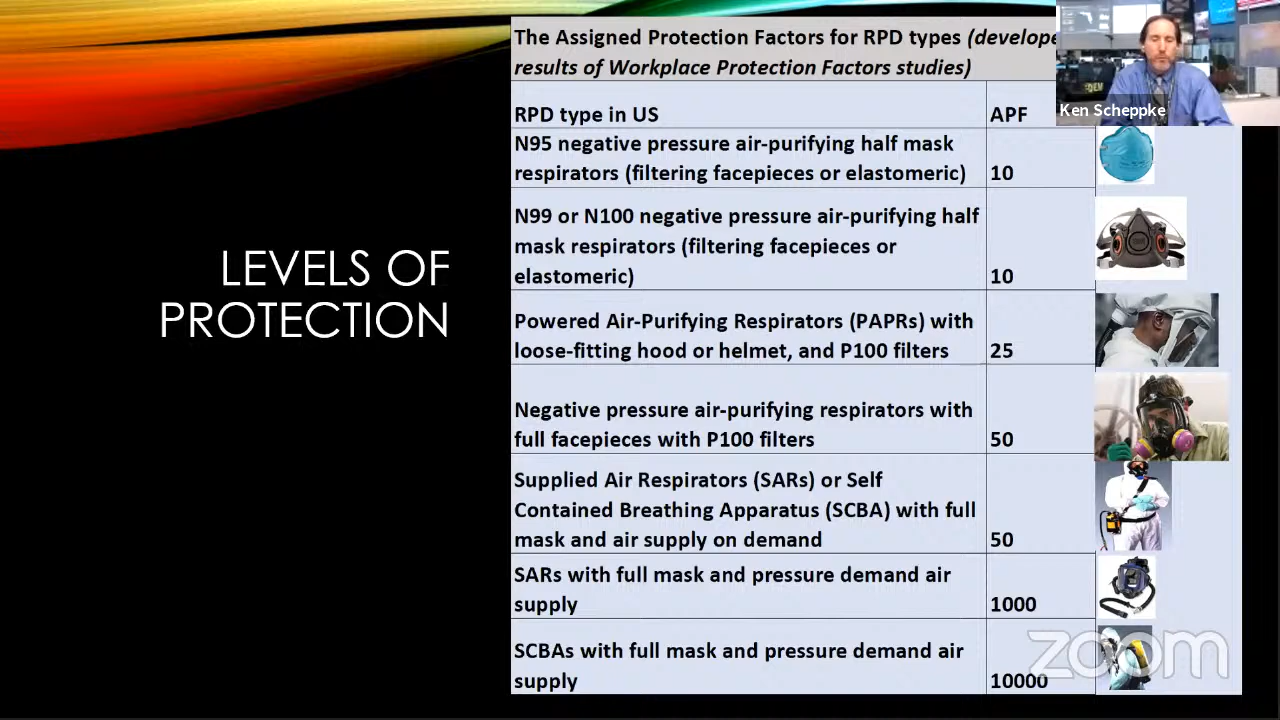 The Assigned Protection Factors for RPD types (develope
results of Workplace Protection Factors studies)
Ken Scheppke
RPD type in US APF
N95 negative pressure air-purifying half mask
respirators (filtering facepieces or elastomeric) 10
N99 or N100 negative pressure air-purifying half
mask respirators (filtering facepieces or
elastomeric) 10
LEVELS OF
PROTECTION
Powered Air-Purifying Respirators (PAPRs) with
loose-fitting hood or helmet, and P100 filters 25
Negative pressure air-purifying respirators with
full facepieces with P100 filters 50
Supplied Air Respirators (SARs) or Self
Contained Breathing Apparatus (SCBA) with full
mask and air supply on demand 50
SARs with full mask and pressure demand air
supply 1000
SCBAs with full mask and pressure demand air
supply 10000
zoom